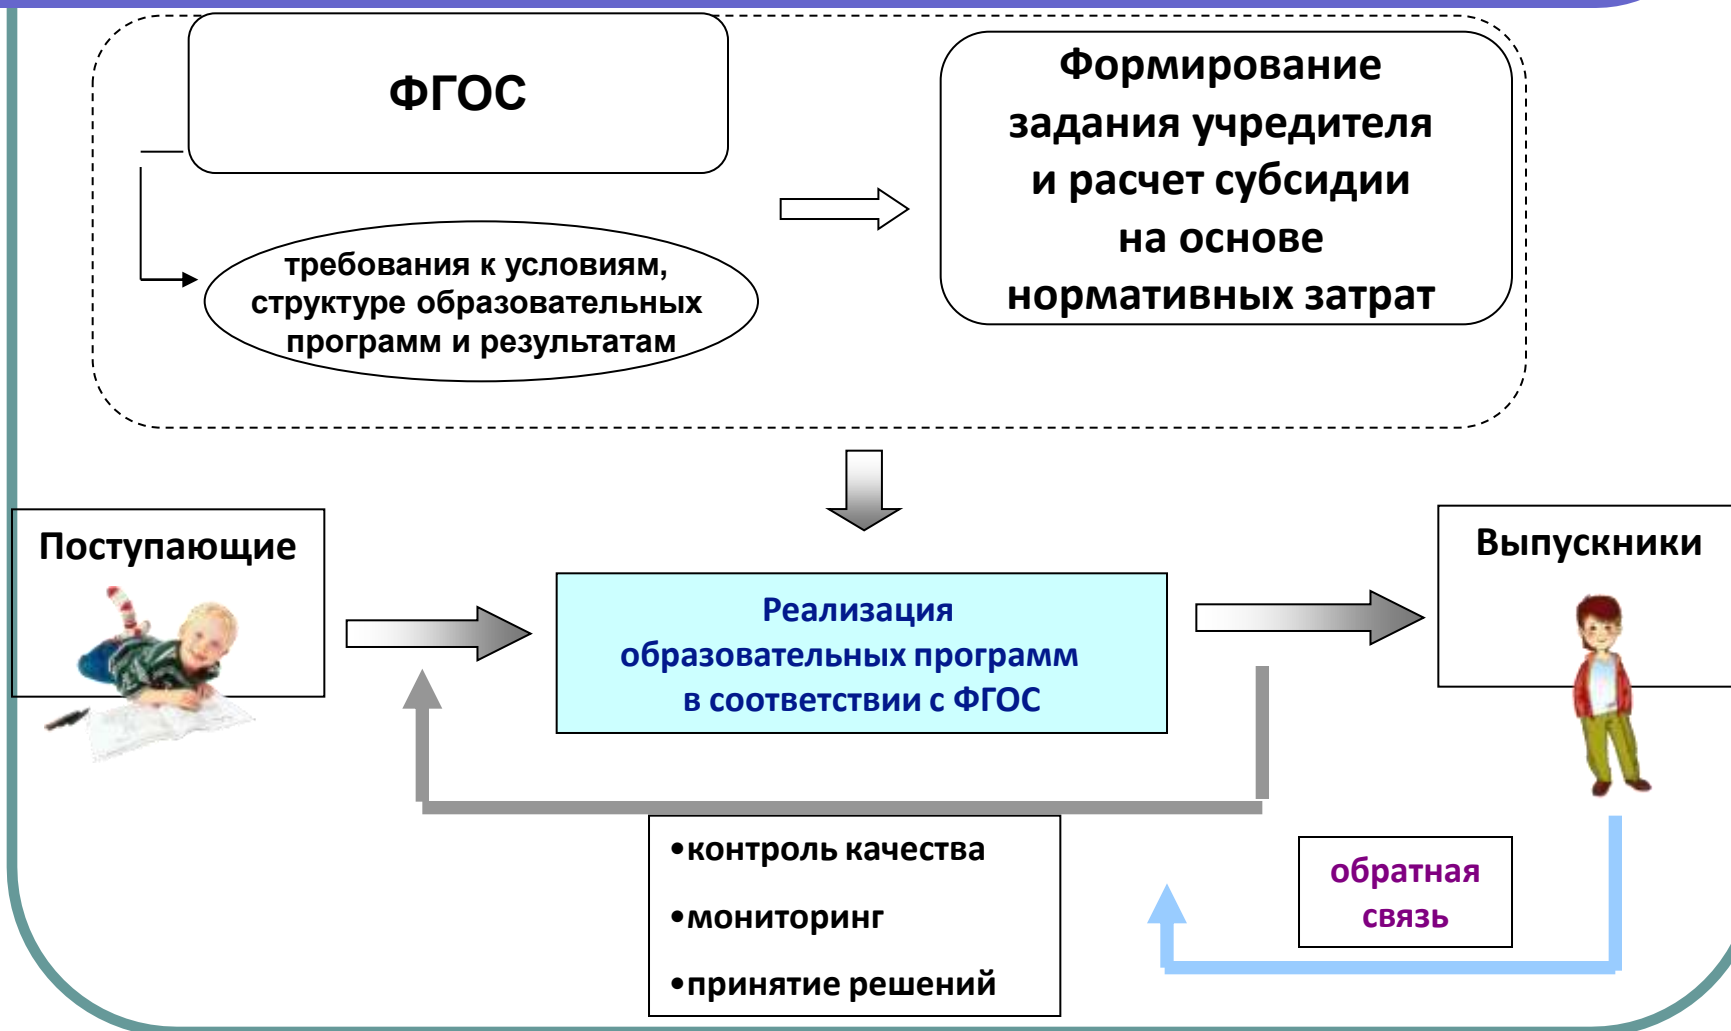 ФГОС
требования к условиям,
структуре образовательных
программ и результатам
Формирование
задания учредителя
и расчет субсидии
на основе
нормативных затрат
Поступающие
Реализация
образовательных программ
в соответствии с ФГОС
Выпускники
•контроль качества
•мониторинг
•принятие решений
обратная
связь